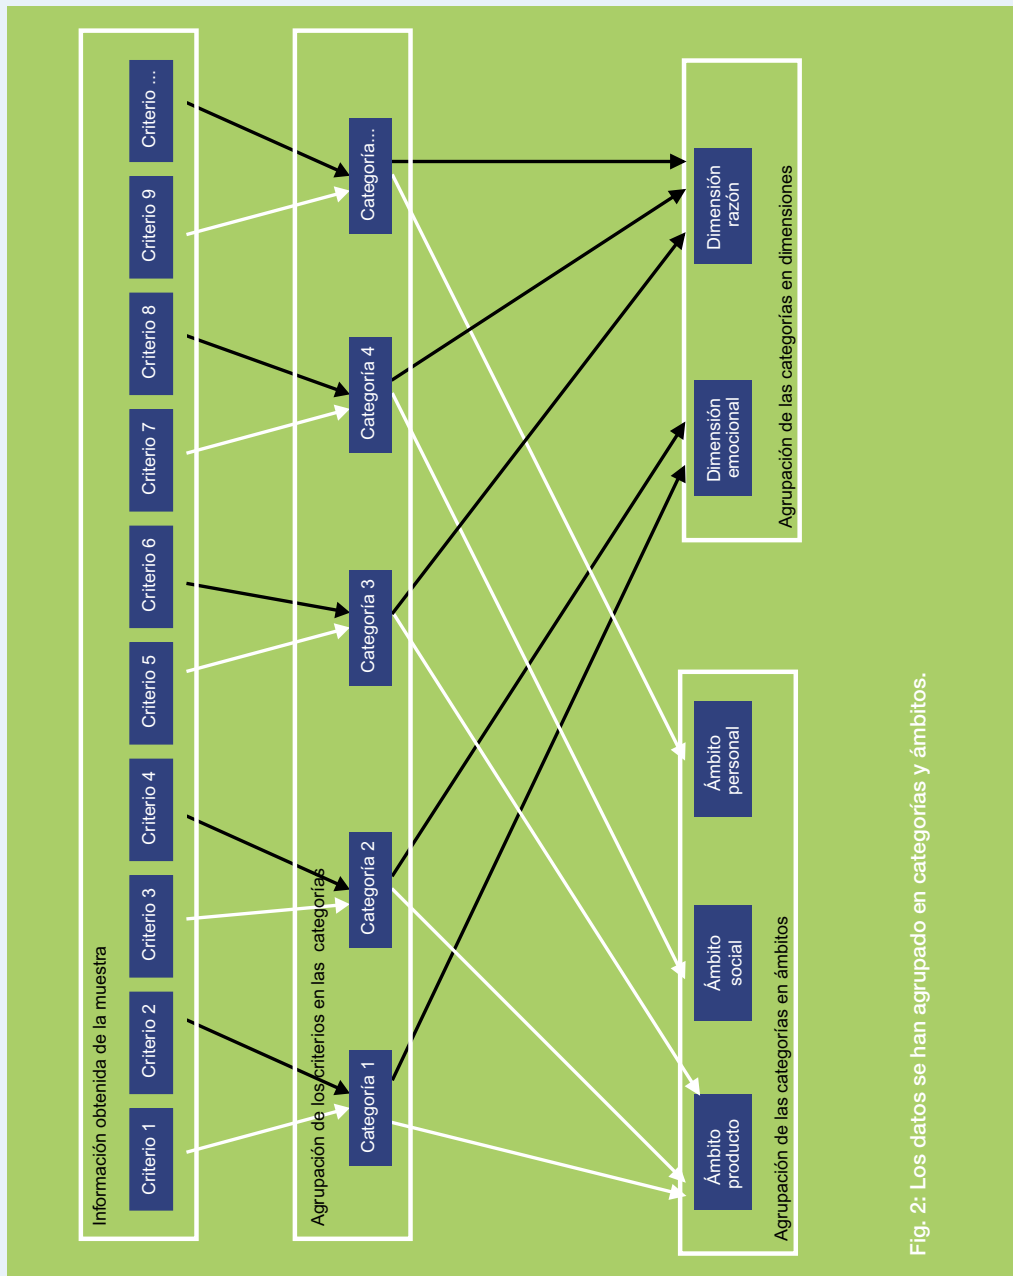 Información obtenida de la muestra
Criterio 1
Criterio 2
Criterio 3
Criterio 4
Criterio 5
Criterio 6
Criterio 7
Criterio 8
Criterio 9
Criterio ...
Agrupación de los criterios en las categorías
Categoría 1
Categoría 2
Categoría 3
Categoría 4
Categoría...
Ámbito
producto
Ámbito
social
Ámbito
personal
Agrupación de las categorías en ámbitos
Dimensión
emocional
Dimensión
razón
Agrupación de las categorías en dimensiones
Fig. 2: Los datos se han agrupado en categorías y ámbitos.